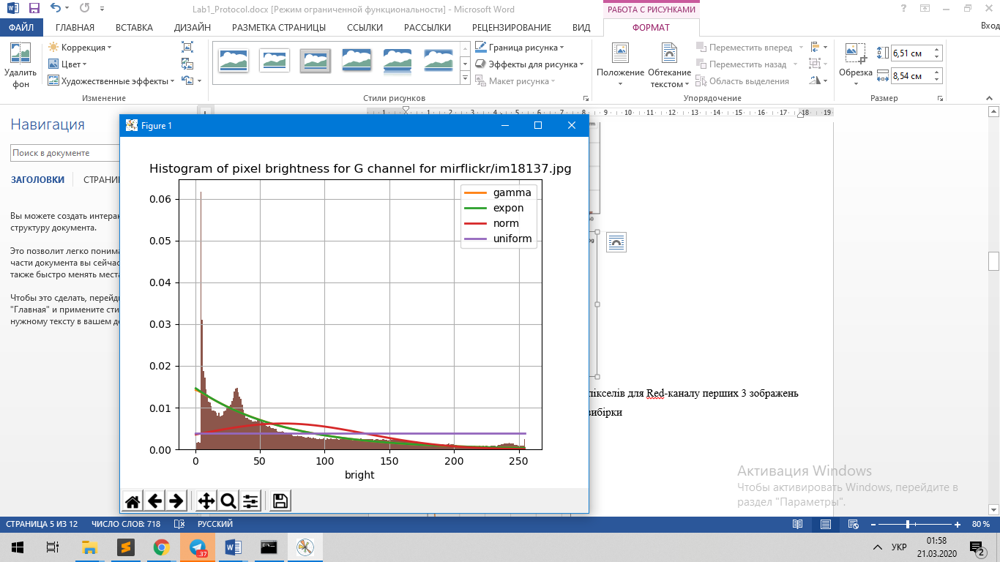 Lab1_Protocol.docx [Режим ограниченной функциональности] - Microsoft Word
РАБОТА С РИСУНКАМИ
ФАЙЛ ГЛАВНАЯ ВСТАВКА ДИЗАЙН РАЗМЕТКА СТРАНИЦЫ ССЫЛКИ РАССЫЛКИ РЕЦЕНЗИРОВАНИЕ ВИД ФОРМАТ Вход
Удалить фон
Коррекция
Цвет
Художественные эффекты
Изменение
Стили рисунков
Граница рисунка
Эффекты для рисунка
Макет рисунка
Положение
Обтекание текстом
Переместить вперед
Переместить назад
Область выделения
Упорядочение
Обрезка
6,51 см
8,54 см
Размер
1 1 2 3 4 5 6 7 8 9 10 11 12 13 14 15 16 17 18 19
Навигация
Поиск в документе
ЗАГОЛОВКИ СТРАНИ
Вы можете создать интерак
структуру документа.
Это позволит легко понима
части документа вы сейчас
также быстро менять места
Чтобы это сделать, перейди
"Главная" и примените сти
нужному тексту в вашем до
Figure 1
Histogram of pixel brightness for G channel for mirflickr/im18137.jpg
gamma
expon
norm
uniform
0.06
0.05
0.04
0.03
0.02
0.01
0.00
0 50 100 150 200 250
bright
пікселів для Red-каналу перших 3 зображень
вибірки
Активация Windows
Чтобы активировать Windows, перейдите в
раздел "Параметры".
СТРАНИЦА 5 ИЗ 12 ЧИСЛО СЛОВ: 718 РУССКИЙ 80 %
37
УКР
01:58
21.03.2020
2